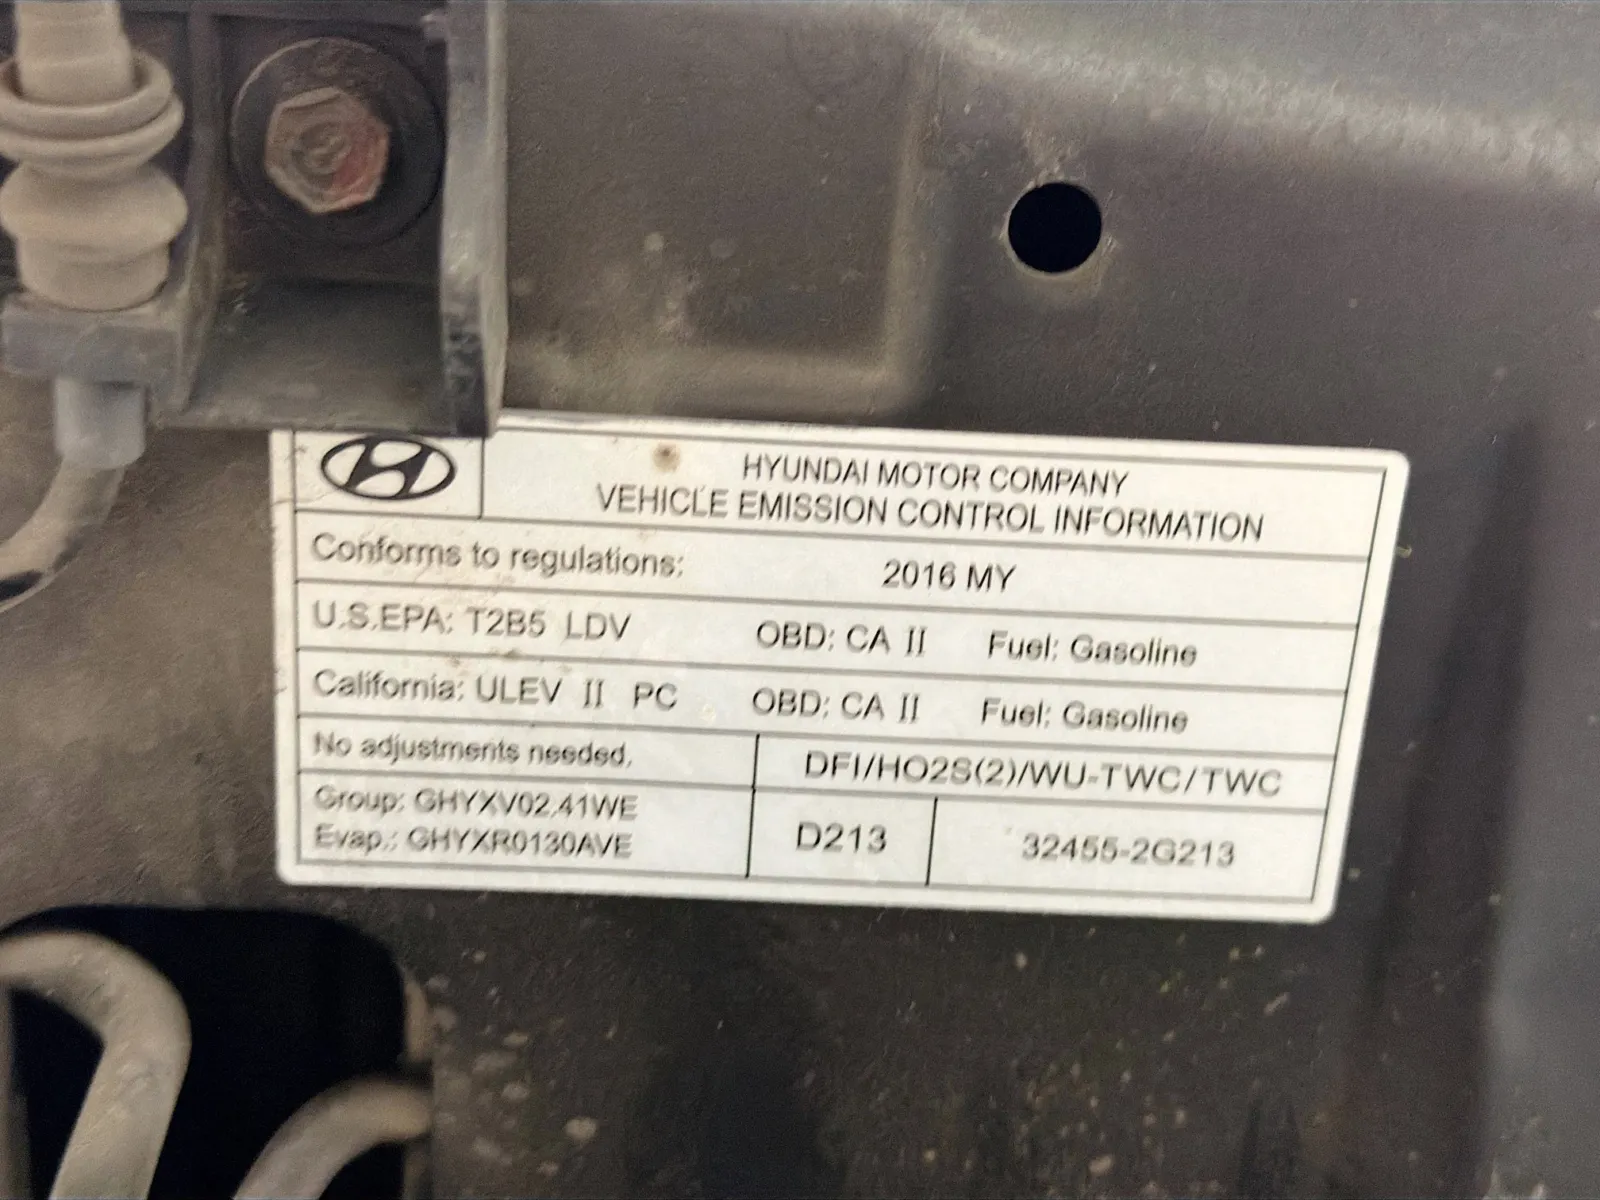 HYUNDAI MOTOR COMPANY
VEHICLE EMISSION CONTROL INFORMATION
Conforms to regulations: 2016 MY
U.S.EPA: T2B5 LDV OBD: CA II Fuel: Gasoline
California: ULEV II PC OBD: CA II Fuel: Gasoline
No adjustments needed. DFI/HO2S(2)/WU-TWC/TWC
Group: GHYXV02.41WE
Evap.: GHYXR0130AVE
D213 32455-2G213